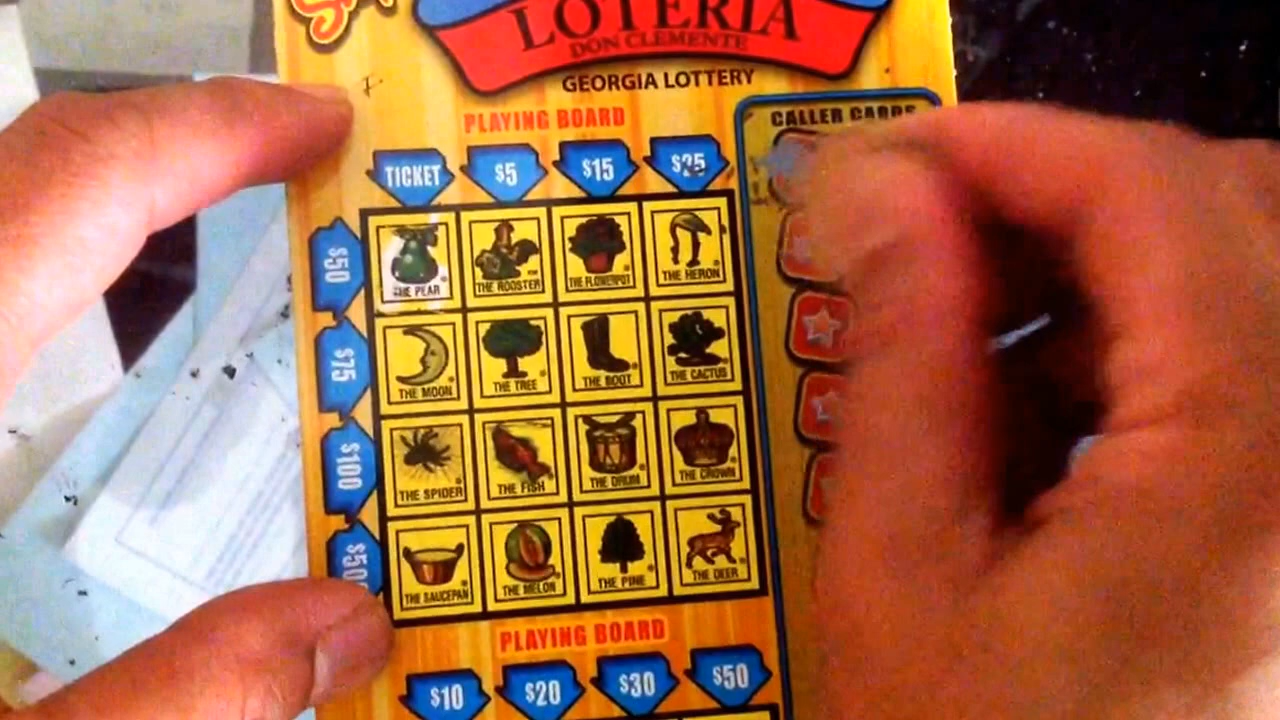 LOTERIA
DON CLEMENTE
GEORGIA LOTTERY
PLAYING BOARD
CALLER CARDS
TICKET $5 $15 $25
$50
THE PEAR THE ROOSTER THE FLOWERPOT THE HERON
$75
THE MOON THE TREE THE BOOT THE CACTUS
$100
THE SPIDER THE FISH THE DRUM THE CROWN
THE SAUCEPAN THE MELON THE PINE THE DEER
PLAYING BOARD
$10 $20 $30 $50